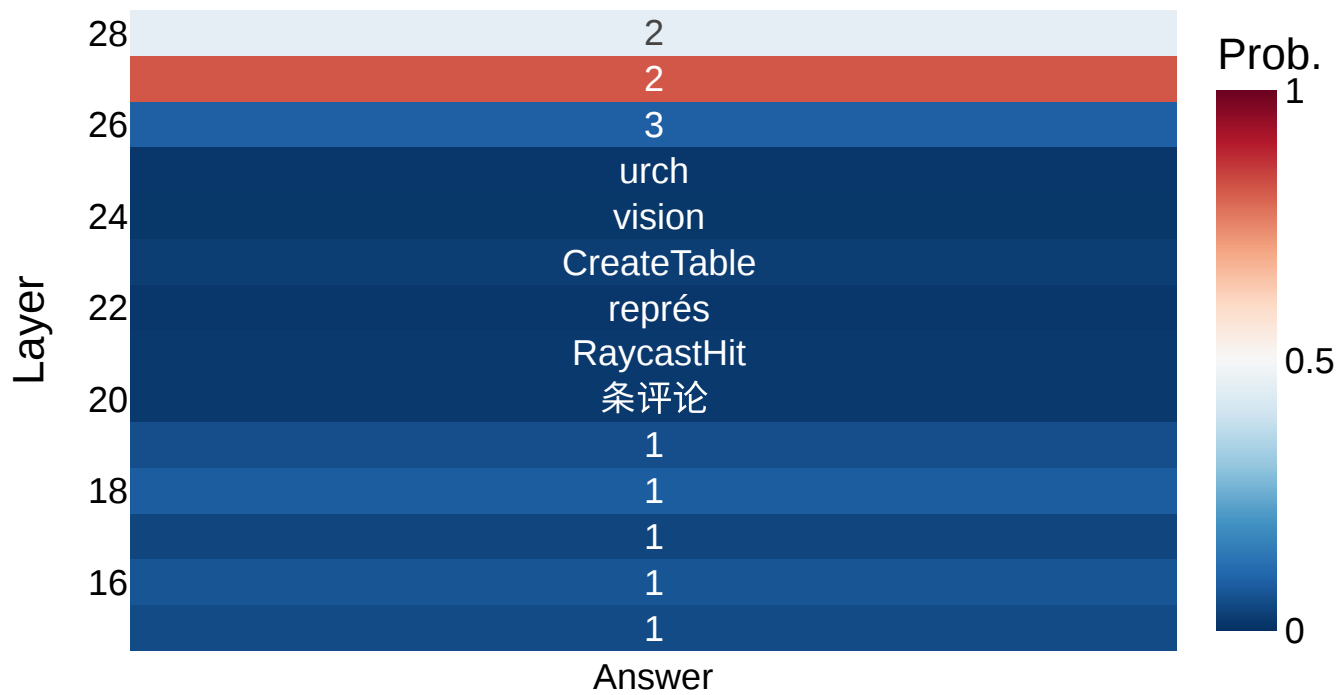 28 2
2
Prob.
1
26 3
urch
24 vision
CreateTable
22 représ
RaycastHit
0.5
20 条评论
1
18 1
1
16 1
1
0
Layer
Answer